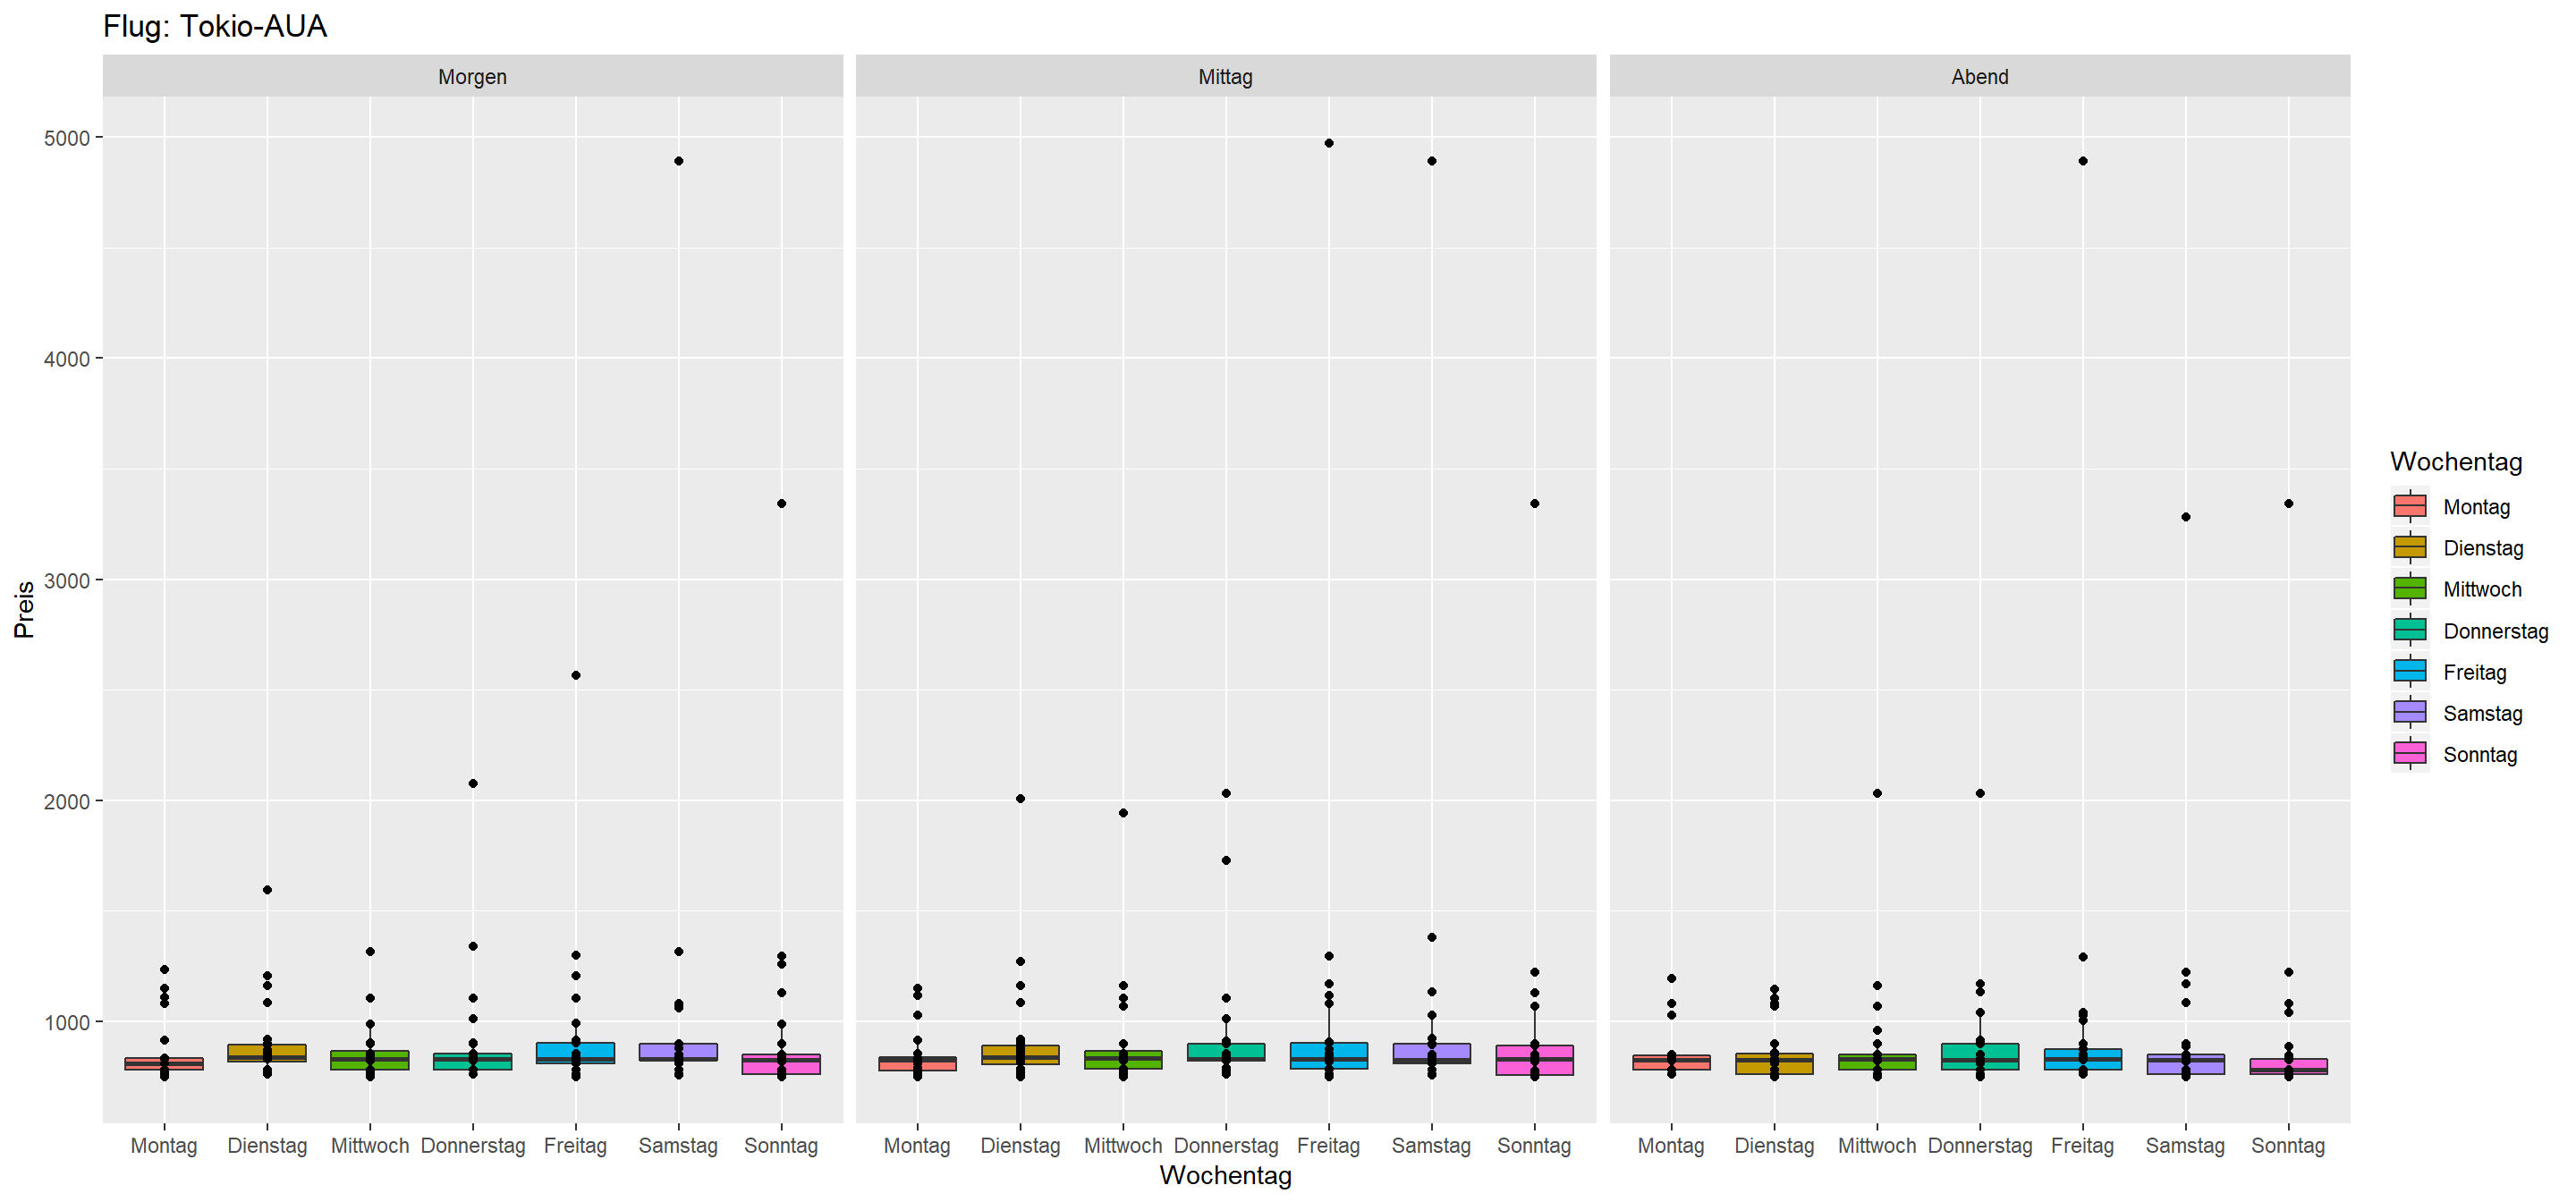 Flug: Tokio-AUA
Morgen Mittag Abend
5000
4000
3000
2000
1000
Preis
Montag Dienstag Mittwoch Donnerstag Freitag Samstag Sonntag Montag Dienstag Mittwoch Donnerstag Freitag Samstag Sonntag Montag Dienstag Mittwoch Donnerstag Freitag Samstag Sonntag
Wochentag
Wochentag
Montag
Dienstag
Mittwoch
Donnerstag
Freitag
Samstag
Sonntag